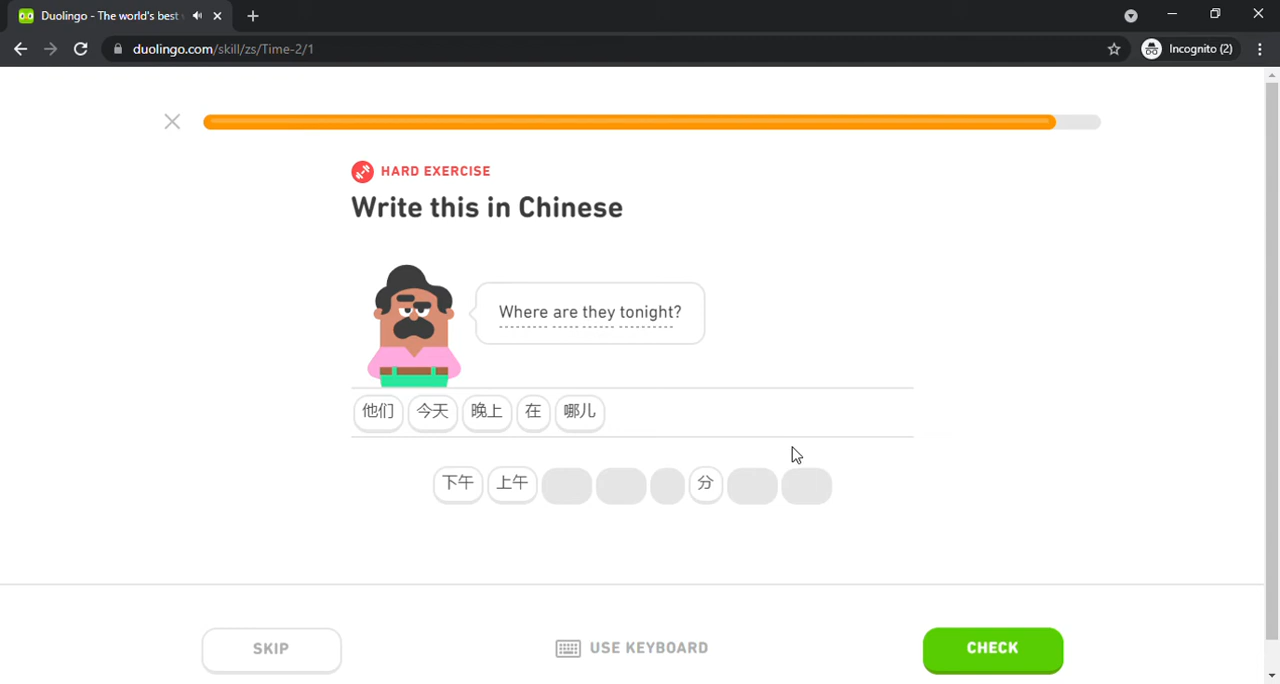 Duolingo - The world's best
duolingo.com/skill/zs/Time-2/1
Incognito (2)
HARD EXERCISE
Write this in Chinese
Where are they tonight?
他们 今天 晚上 在 哪儿
下午 上午 分
SKIP
USE KEYBOARD
CHECK